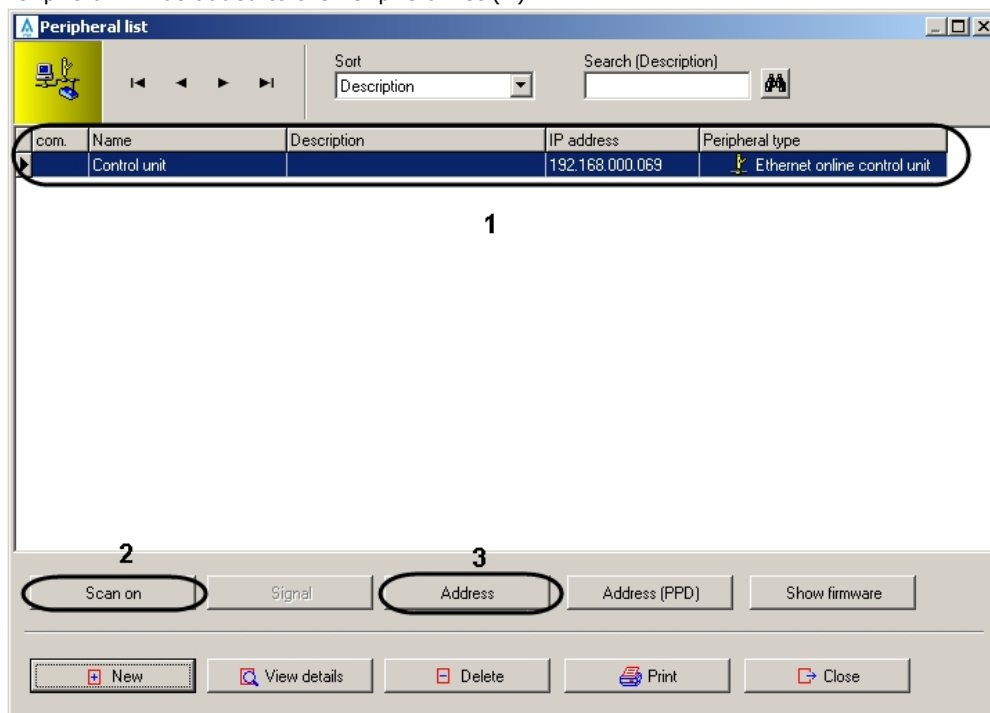 Peripheral list
Sort
Search (Description)
Description
com. Name Description IP address Peripheral type
Control unit 192.168.000.069 Ethernet online control unit
1
2
3
Scan on Signal Address Address (PPD) Show firmware
New View details Delete Print Close